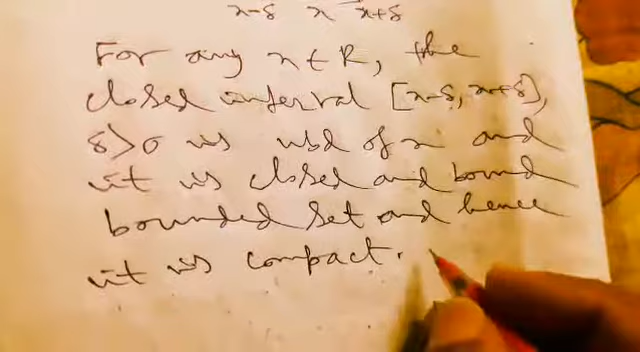 x-δ x x+δ
For any x ∈ R, the
closed interval [x-δ, x+δ],
δ>0 is nbd of x and
it is closed and bound
bounded set and hence
it is compact.